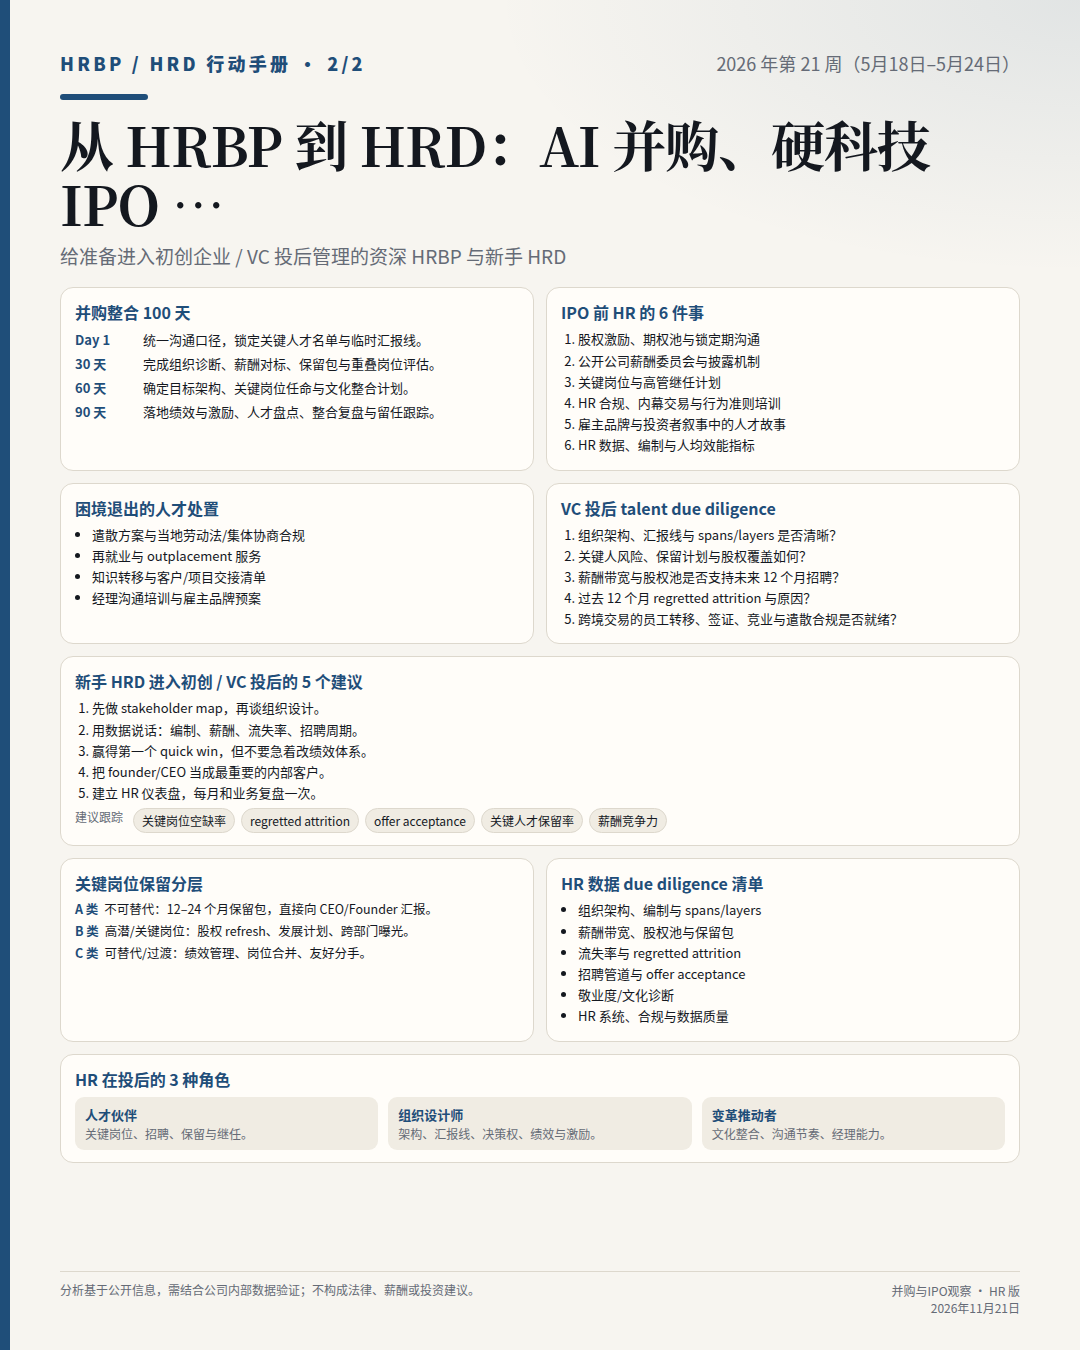 HRBP / HRD 行动手册 · 2/2
2026 年第 21 周（5月18日–5月24日）
从 HRBP 到 HRD：AI 并购、硬科技
IPO …
给准备进入初创企业 / VC 投后管理的资深 HRBP 与新手 HRD
并购整合 100 天
Day 1 统一沟通口径，锁定关键人才名单与临时汇报线。
30 天 完成组织诊断、薪酬对标、保留包与重叠岗位评估。
60 天 确定目标架构、关键岗位任命与文化整合计划。
90 天 落地绩效与激励、人才盘点、整合复盘与留任跟踪。
IPO 前 HR 的 6 件事
1. 股权激励、期权池与锁定期沟通
2. 公开公司薪酬委员会与披露机制
3. 关键岗位与高管继任计划
4. HR 合规、内幕交易与行为准则培训
5. 雇主品牌与投资者叙事中的人才故事
6. HR 数据、编制与人均效能指标
困境退出的人才处置
• 遣散方案与当地劳动法/集体协商合规
• 再就业与 outplacement 服务
• 知识转移与客户/项目交接清单
• 经理沟通培训与雇主品牌预案
VC 投后 talent due diligence
1. 组织架构、汇报线与 spans/layers 是否清晰？
2. 关键人风险、保留计划与股权覆盖如何？
3. 薪酬带宽与股权池是否支持未来 12 个月招聘？
4. 过去 12 个月 regretted attrition 与原因？
5. 跨境交易的员工转移、签证、竞业与遣散合规是否就绪？
新手 HRD 进入初创 / VC 投后的 5 个建议
1. 先做 stakeholder map，再谈组织设计。
2. 用数据说话：编制、薪酬、流失率、招聘周期。
3. 赢得第一个 quick win，但不要急着改绩效体系。
4. 把 founder/CEO 当成最重要的内部客户。
5. 建立 HR 仪表盘，每月和业务复盘一次。
建议跟踪 关键岗位空缺率 regretted attrition offer acceptance 关键人才保留率 薪酬竞争力
关键岗位保留分层
A 类 不可替代：12–24 个月保留包，直接向 CEO/Founder 汇报。
B 类 高潜/关键岗位：股权 refresh、发展计划、跨部门曝光。
C 类 可替代/过渡：绩效管理、岗位合并、友好分手。
HR 数据 due diligence 清单
• 组织架构、编制与 spans/layers
• 薪酬带宽、股权池与保留包
• 流失率与 regretted attrition
• 招聘管道与 offer acceptance
• 敬业度/文化诊断
• HR 系统、合规与数据质量
HR 在投后的 3 种角色
人才伙伴
关键岗位、招聘、保留与继任。
组织设计师
架构、汇报线、决策权、绩效与激励。
变革推动者
文化整合、沟通节奏、经理能力。
分析基于公开信息，需结合公司内部数据验证；不构成法律、薪酬或投资建议。
并购与IPO观察 · HR 版
2026年11月21日